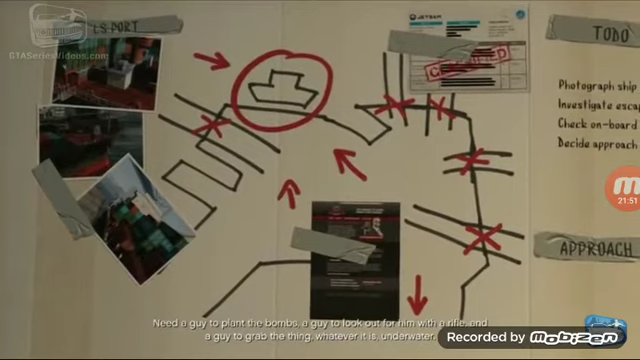 LS PORT
JETSAM
CLASSIFIED
TODO
GTASeriesVideos.com
Photograph ship
Investigate escap
Check on-board
Decide approach
21:51
APPROACH
Need a guy to plant the bombs, a guy to look out for him with a rifle, and
a guy to grab the thing, whatever it is, underwater.
Recorded by
Mobizen